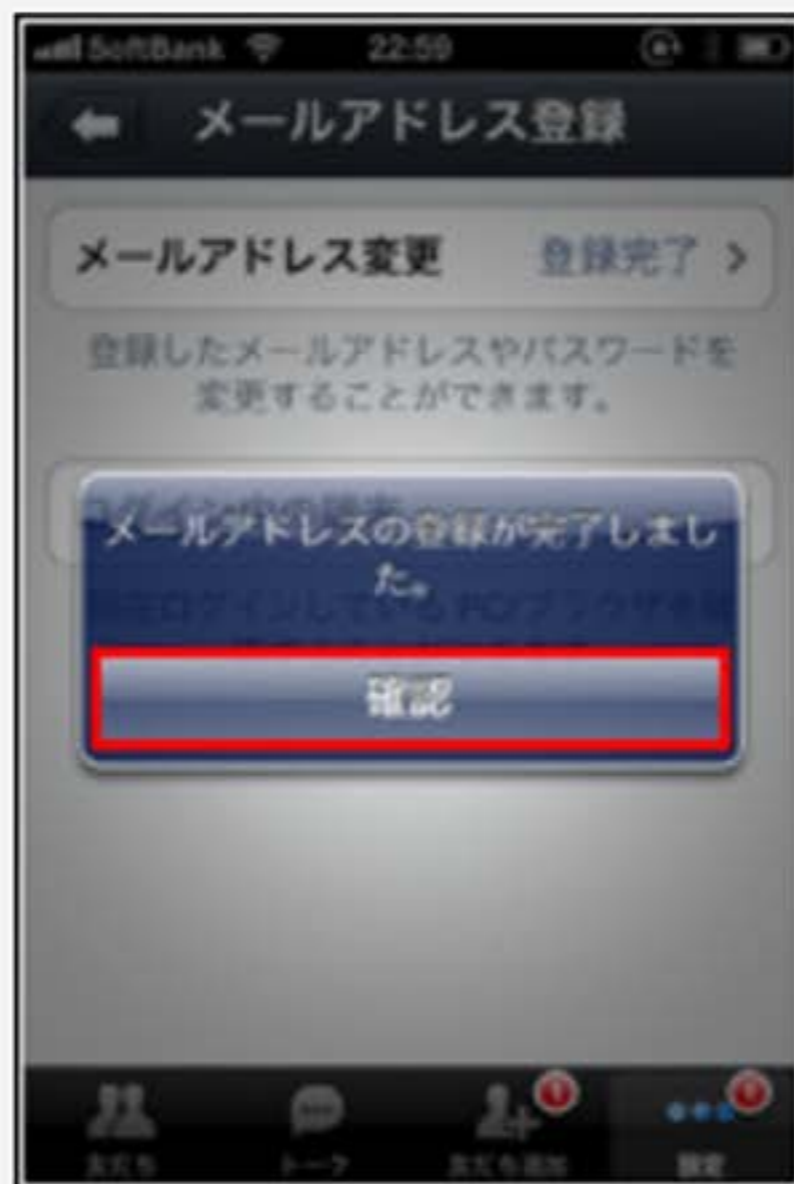 SoftBank 22:59
メールアドレス登録
メールアドレス変更 登録完了
登録したメールアドレスやパスワードを
変更することができます。
メールアドレスの登録が完了しまし
た。
確認
友だち トーク 友だち追加 設定